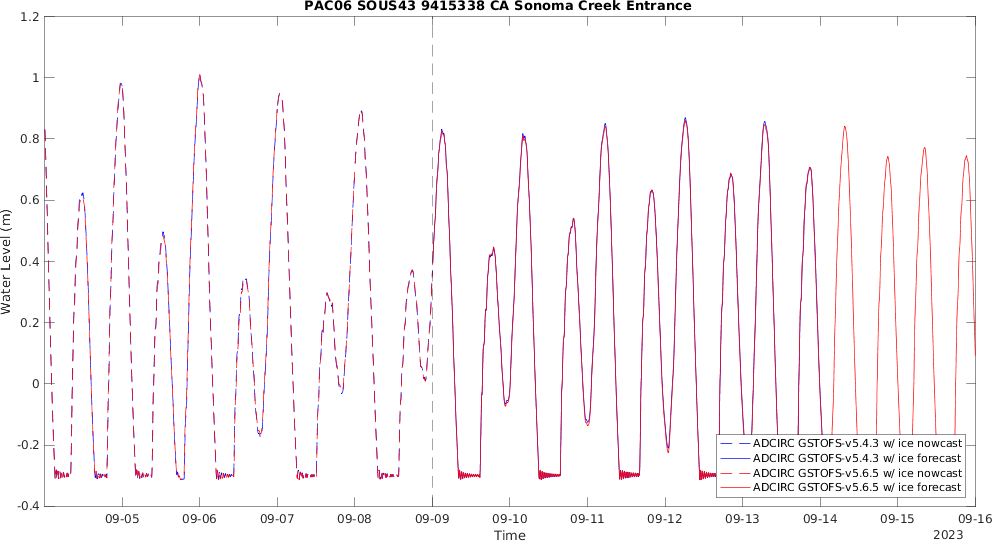 PAC06 SOUS43 9415338 CA Sonoma Creek Entrance
1.2
1
0.8
0.6
0.4
0.2
0
-0.2
-0.4
Water Level (m)
ADCIRC GSTOFS-v5.4.3 w/ ice nowcast
ADCIRC GSTOFS-v5.4.3 w/ ice forecast
ADCIRC GSTOFS-v5.6.5 w/ ice nowcast
ADCIRC GSTOFS-v5.6.5 w/ ice forecast
09-05 09-06 09-07 09-08 09-09 09-10 09-11 09-12 09-13 09-14 09-15 09-16
Time
2023